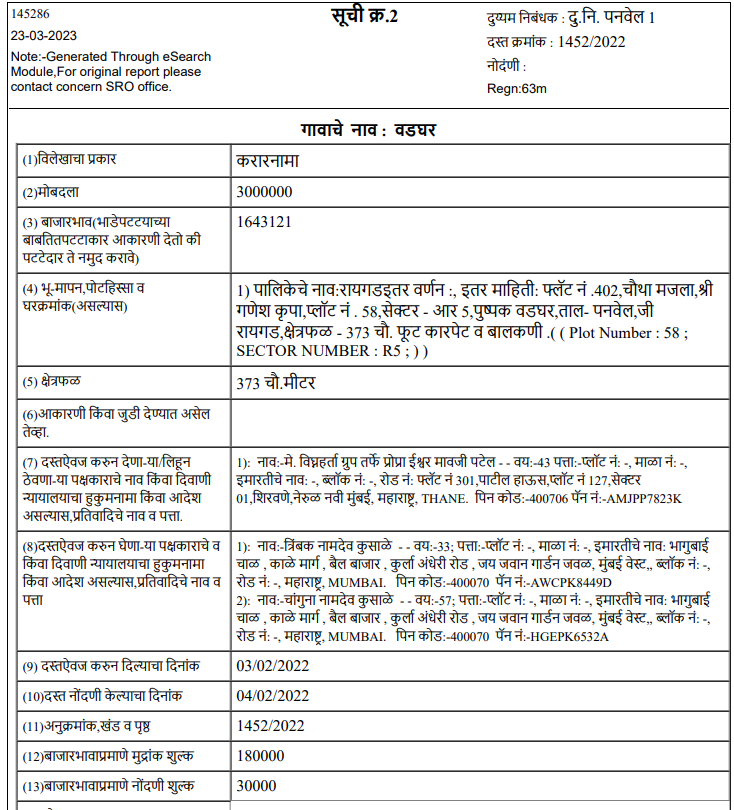 145286
23-03-2023
Note:-Generated Through eSearch
Module,For original report please
contact concern SRO office.
सूची क्र.2
दुय्यम निबंधक : दु.नि. पनवेल 1
दस्त क्रमांक : 1452/2022
नोदंणी :
Regn:63m
गावाचे नाव : वडघर
(1)विलेखाचा प्रकार
करारनामा
(2)मोबदला
3000000
(3) बाजारभाव(भाडेपटटयाच्या
बाबतितपटटाकार आकारणी देतो की
पटटेदार ते नमुद करावे)
1643121
(4) भू-मापन,पोटहिस्सा व
घरक्रमांक(असल्यास)
1) पालिकेचे नाव:रायगडइतर वर्णन :, इतर माहिती: फ्लॅट नं .402,चौथा मजला,श्री
गणेश कृपा,प्लॉट नं . 58,सेक्टर - आर 5,पुष्पक वडघर,ताल- पनवेल,जी
रायगड,क्षेत्रफळ - 373 चौ. फूट कारपेट व बालकणी .( ( Plot Number : 58 ;
SECTOR NUMBER : R5 ; ) )
(5) क्षेत्रफळ
373 चौ.मीटर
(6)आकारणी किंवा जुडी देण्यात असेल
तेव्हा.
(7) दस्तऐवज करुन देणा-या/लिहून
ठेवणा-या पक्षकाराचे नाव किंवा दिवाणी
न्यायालयाचा हुकुमनामा किंवा आदेश
असल्यास,प्रतिवादिचे नाव व पत्ता.
1): नाव:-मे. विघ्नहर्ता ग्रुप तर्फे प्रोप्रा ईश्वर मावजी पटेल - - वय:-43 पत्ता:-प्लॉट नं: -, माळा नं: -,
इमारतीचे नाव: -, ब्लॉक नं: -, रोड नं: फ्लॅट नं 301,पाटील हाऊस,प्लॉट नं 127,सेक्टर
01,शिरवणे,नेरुळ नवी मुंबई, महाराष्ट्र, THANE. पिन कोड:-400706 पॅन नं:-AMJPP7823K
(8)दस्तऐवज करुन घेणा-या पक्षकाराचे व
किंवा दिवाणी न्यायालयाचा हुकुमनामा
किंवा आदेश असल्यास,प्रतिवादिचे नाव व
पत्ता
1): नाव:-त्रिंबक नामदेव कुसाळे - - वय:-33; पत्ता:-प्लॉट नं: -, माळा नं: -, इमारतीचे नाव: भागुबाई
चाळ , काळे मार्ग , बैल बाजार , कुर्ला अंधेरी रोड , जय जवान गार्डन जवळ, मुंबई वेस्ट,, ब्लॉक नं: -,
रोड नं: -, महाराष्ट्र, MUMBAI. पिन कोड:-400070 पॅन नं:-AWCPK8449D
2): नाव:-चांगुना नामदेव कुसाळे - - वय:-57; पत्ता:-प्लॉट नं: -, माळा नं: -, इमारतीचे नाव: भागुबाई
चाळ , काळे मार्ग , बैल बाजार , कुर्ला अंधेरी रोड , जय जवान गार्डन जवळ, मुंबई वेस्ट,, ब्लॉक नं: -,
रोड नं: -, महाराष्ट्र, MUMBAI. पिन कोड:-400070 पॅन नं:-HGEPK6532A
(9) दस्तऐवज करुन दिल्याचा दिनांक
03/02/2022
(10)दस्त नोंदणी केल्याचा दिनांक
04/02/2022
(11)अनुक्रमांक,खंड व पृष्ठ
1452/2022
(12)बाजारभावाप्रमाणे मुद्रांक शुल्क
180000
(13)बाजारभावाप्रमाणे नोंदणी शुल्क
30000